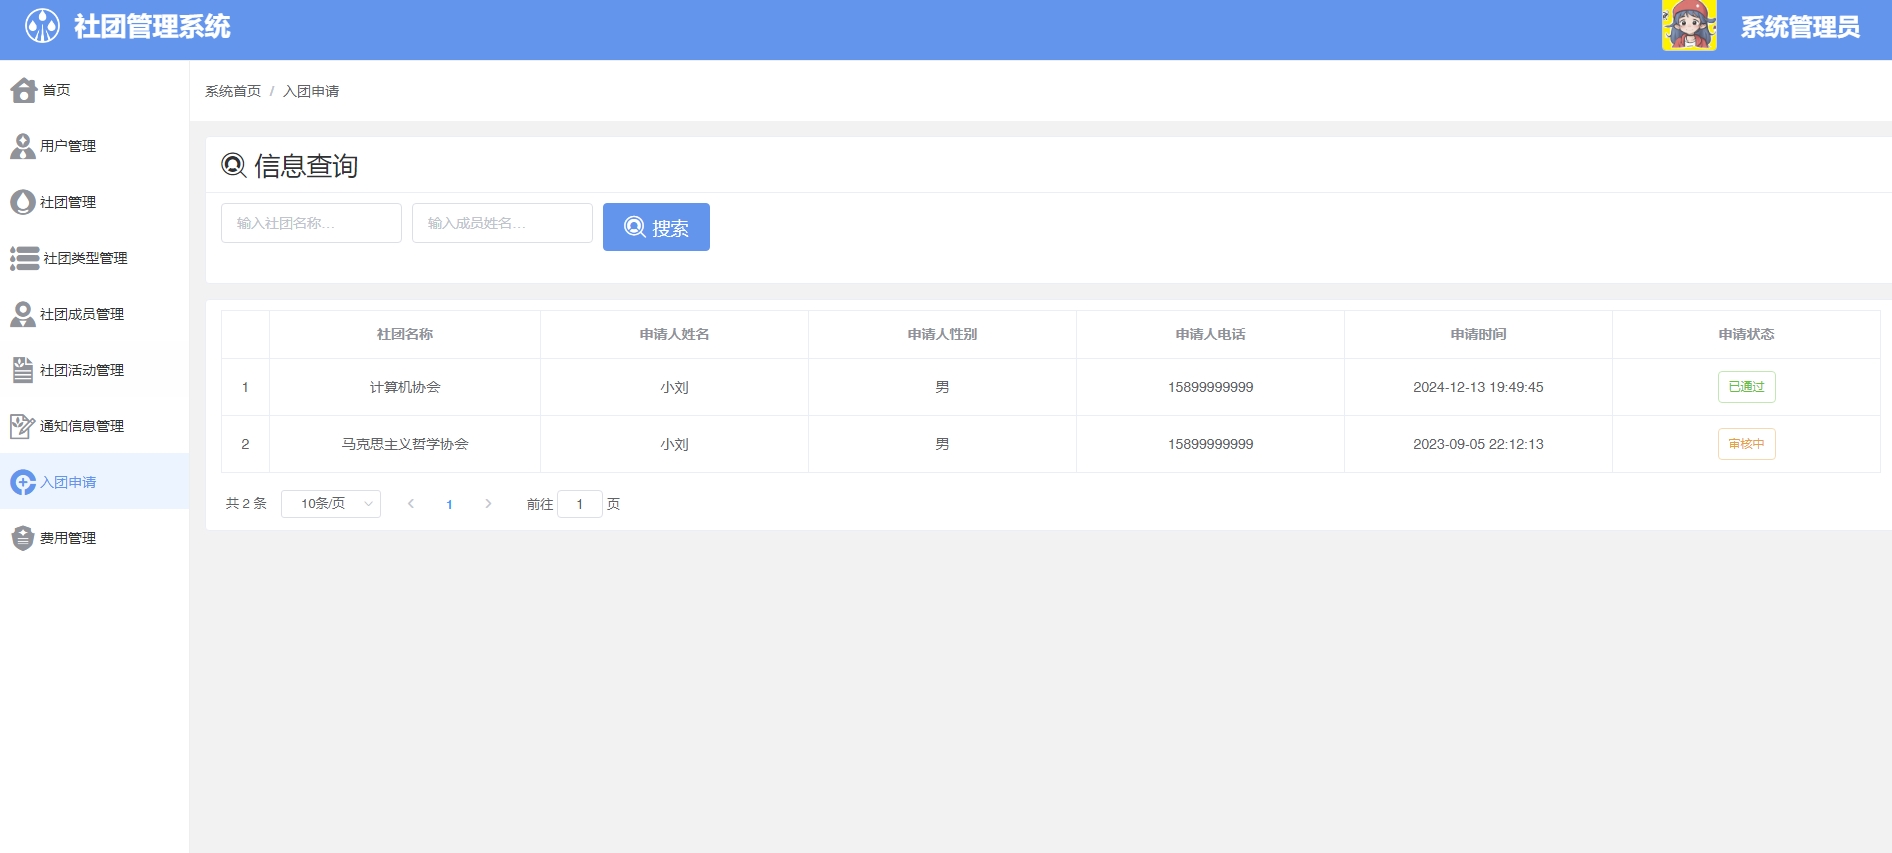 社团管理系统
系统管理员
首页
用户管理
社团管理
社团类型管理
社团成员管理
社团活动管理
通知信息管理
入团申请
费用管理
系统首页 / 入团申请
信息查询
输入社团名称... 输入成员姓名... 搜索
社团名称 申请人姓名 申请人性别 申请人电话 申请时间 申请状态
1 计算机协会 小刘 男 15899999999 2024-12-13 19:49:45 已通过
2 马克思主义哲学协会 小刘 男 15899999999 2023-09-05 22:12:13 审核中
共 2 条 10条/页 1 前往 1 页